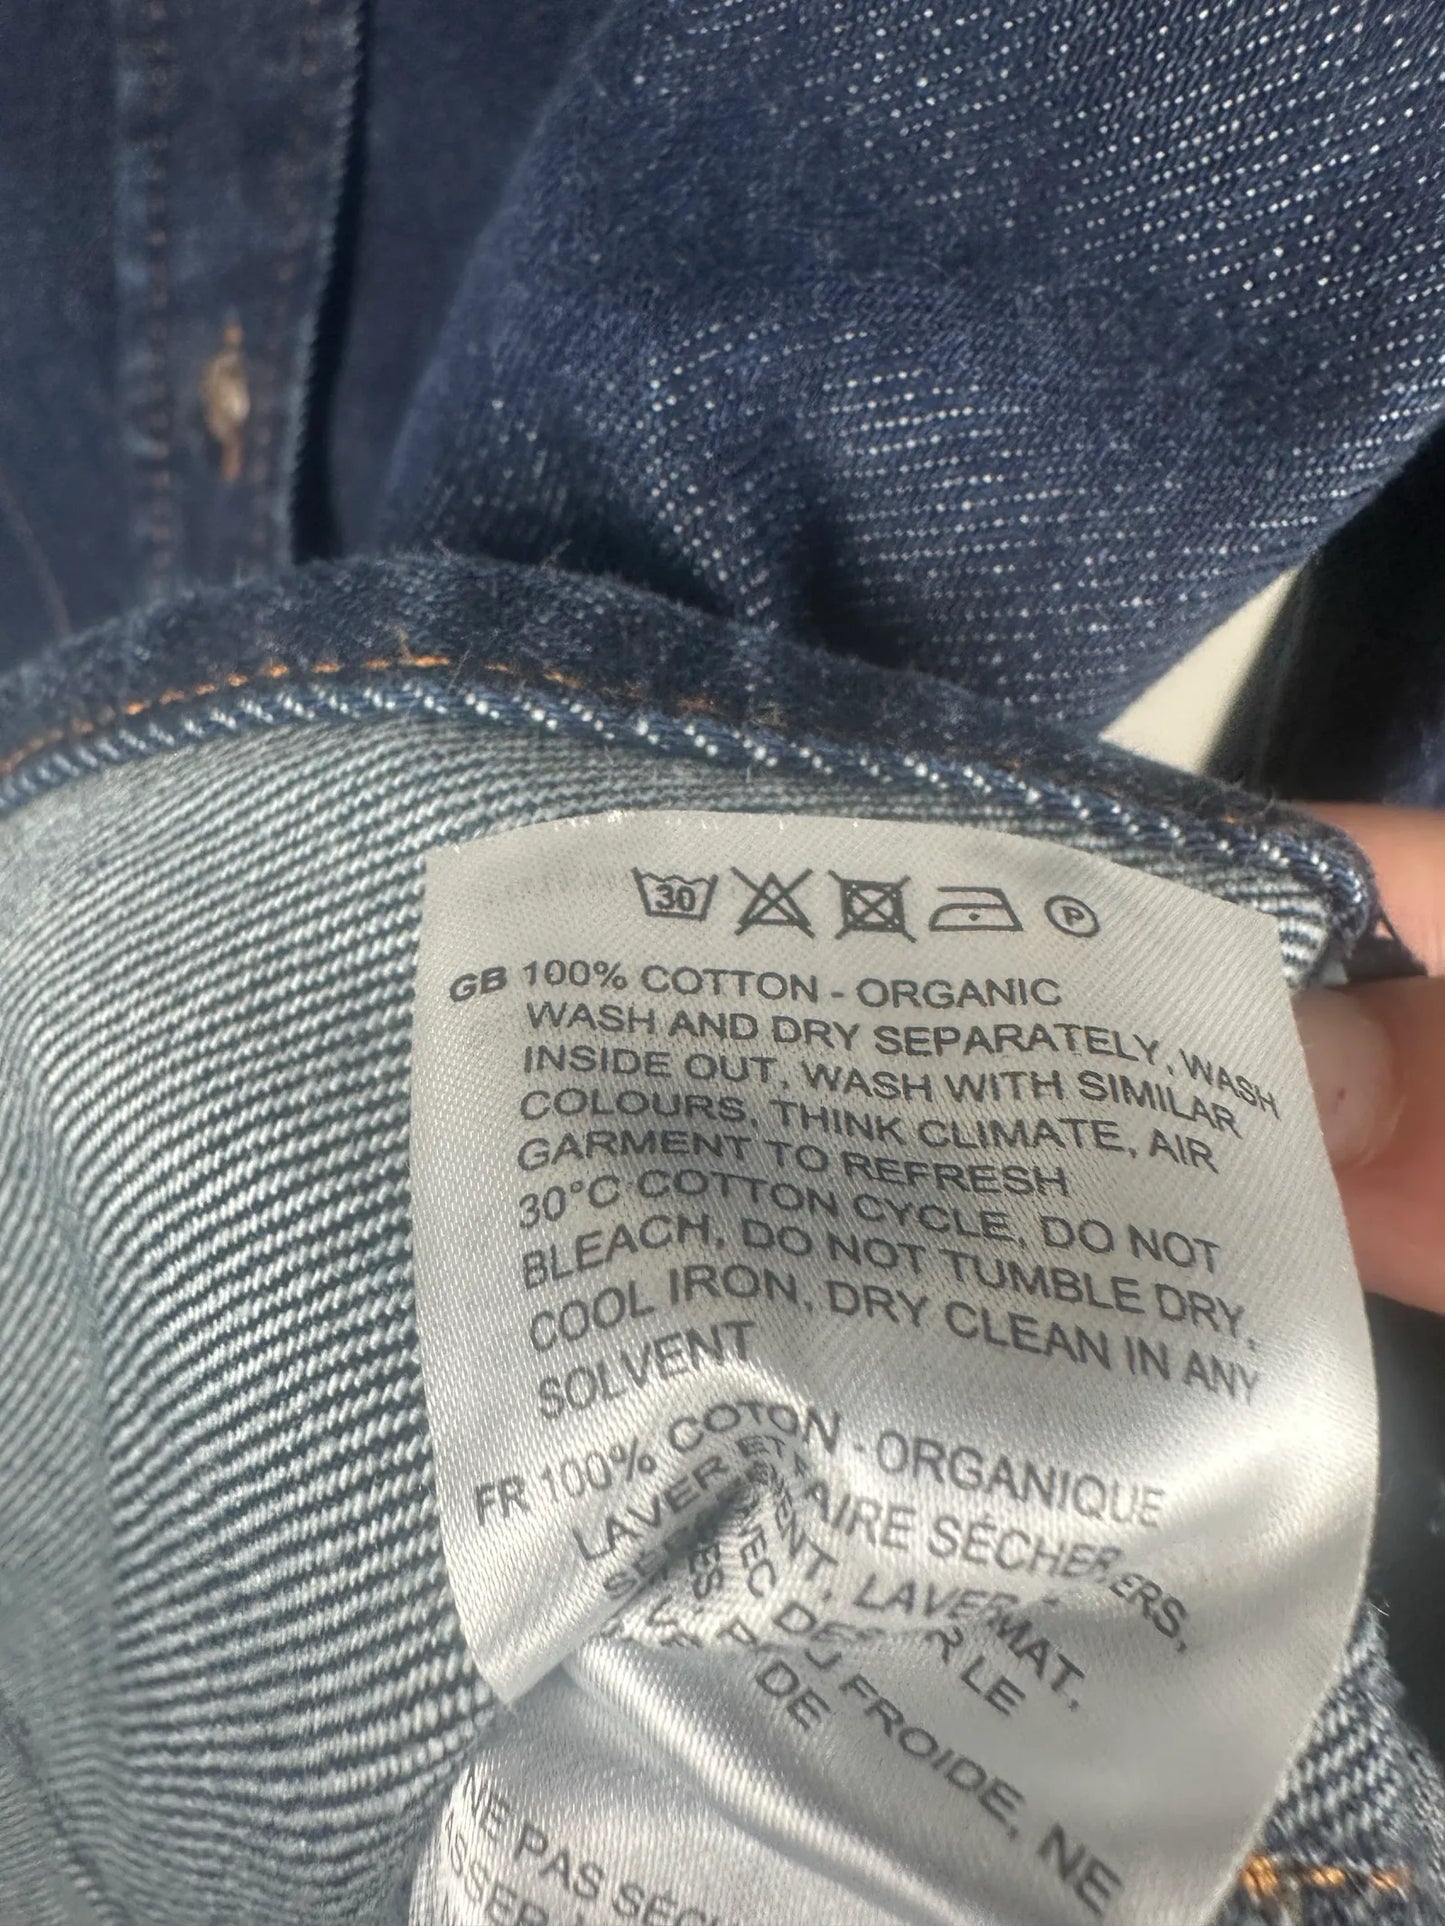 30
P
GB 100% COTTON - ORGANIC
WASH AND DRY SEPARATELY, WASH
INSIDE OUT, WASH WITH SIMILAR
COLOURS, THINK CLIMATE, AIR
GARMENT TO REFRESH
30°C COTTON CYCLE, DO NOT
BLEACH, DO NOT TUMBLE DRY,
COOL IRON, DRY CLEAN IN ANY
SOLVENT
FR 100% COTON - ORGANIQUE
LAVER ET FAIRE SÉCHER
LE
DE
FROIDE, NE
NE PAS